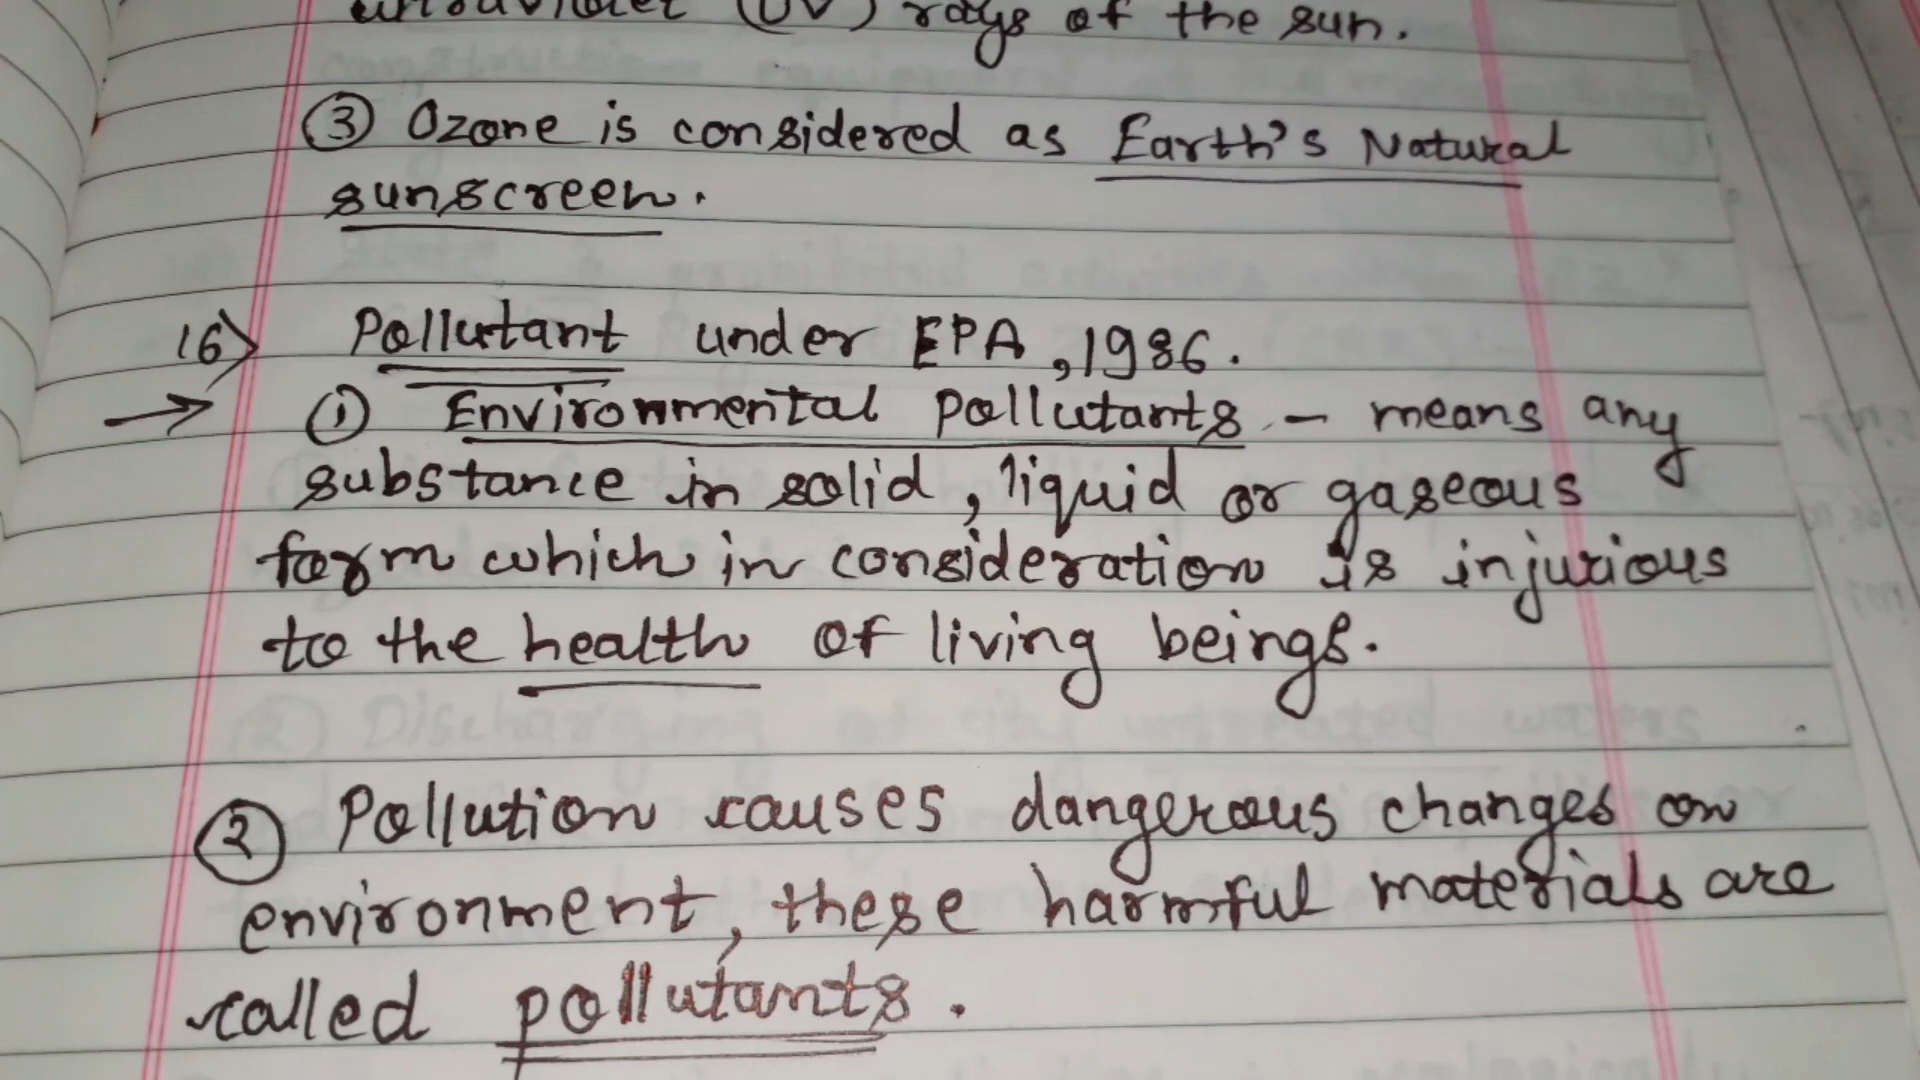 ultraviolet (UV) rays of the sun.
③ Ozone is considered as Earth's Natural
sunscreen.
16> Pollutant under EPA, 1986.
→ ① Environmental pollutants - means any
substance in solid, liquid or gaseous
form which in consideration is injurious
to the health of living beings.
② Pollution causes dangerous changes on
environment, these harmful materials are
called pollutants.